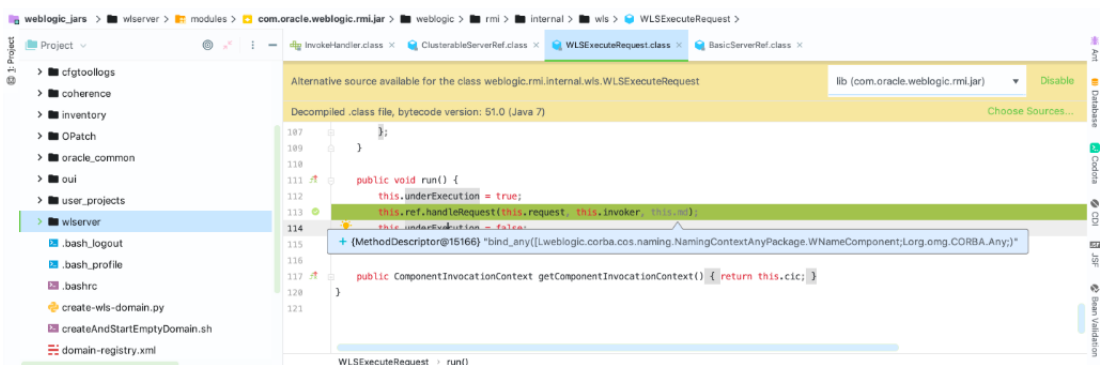 weblogic_jars > wlserver > modules > com.oracle.weblogic.rmi.jar > weblogic > rmi > internal > wls > WLSExecuteRequest >
1: Project
Project
InvokeHandler.class × ClusterableServerRef.class × WLSExecuteRequest.class × BasicServerRef.class ×
Alternative source available for the class weblogic.rmi.internal.wls.WLSExecuteRequest lib (com.oracle.weblogic.rmi.jar) Disable
Decompiled .class file, bytecode version: 51.0 (Java 7) Choose Sources...
> cfgtoollogs
> coherence
> inventory
> OPatch
> oracle_common
> oui
> user_projects
> wlserver
.bash_logout
.bash_profile
.bashrc
create-wls-domain.py
createAndStartEmptyDomain.sh
domain-registry.xml
107 };
109 }
110
111 public void run() {
112 this.underExecution = true;
113 this.ref.handleRequest(this.request, this.invoker, this.md);
114 this.underExecution = false;
115 + {MethodDescriptor@15166} "bind_any([Lweblogic.corba.cos.naming.NamingContextAnyPackage.WNameComponent;Lorg.omg.CORBA.Any;)"
116
117 public ComponentInvocationContext getComponentInvocationContext() { return this.cic; }
120 }
121
WLSExecuteRequest > run()
Ant
Database
Codota
CDI
JSF
Bean Validation